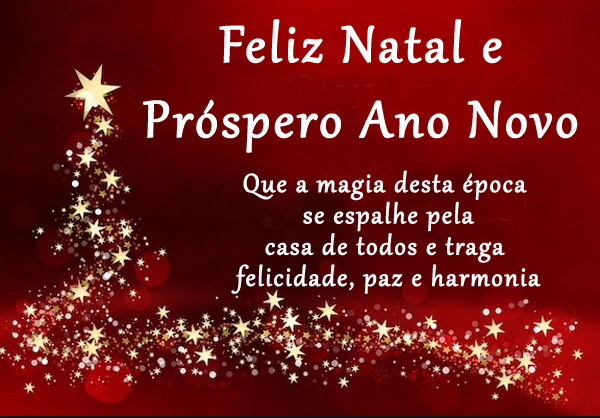 Feliz Natal e
Próspero Ano Novo
Que a magia desta época
se espalhe pela
casa de todos e traga
felicidade, paz e harmonia